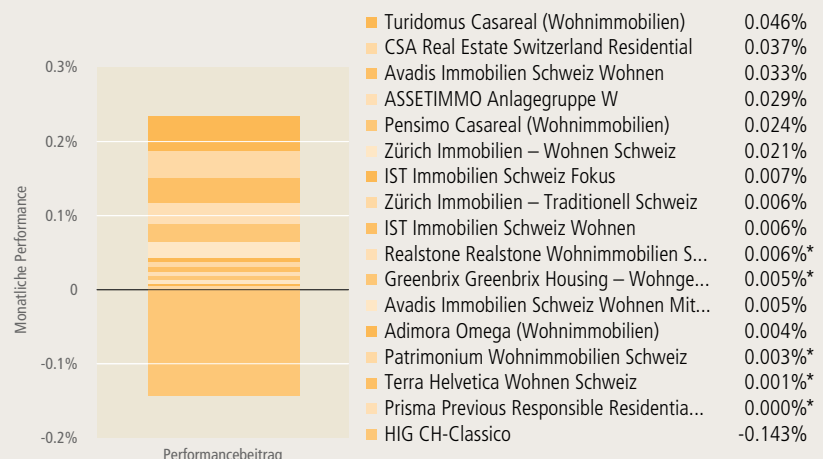 Turidomus Casareal (Wohnimmobilien) 0.046%
CSA Real Estate Switzerland Residential 0.037%
Avadis Immobilien Schweiz Wohnen 0.033%
ASSETIMMO Anlagegruppe W 0.029%
Pensimo Casareal (Wohnimmobilien) 0.024%
Zürich Immobilien – Wohnen Schweiz 0.021%
IST Immobilien Schweiz Fokus 0.007%
Zürich Immobilien – Traditionell Schweiz 0.006%
IST Immobilien Schweiz Wohnen 0.006%
Realstone Realstone Wohnimmobilien S... 0.006%*
Greenbrix Greenbrix Housing – Wohnge... 0.005%*
Avadis Immobilien Schweiz Wohnen Mit... 0.005%
Adimora Omega (Wohnimmobilien) 0.004%
Patrimonium Wohnimmobilien Schweiz 0.003%*
Terra Helvetica Wohnen Schweiz 0.001%*
Prisma Previous Responsible Residentia... 0.000%*
HIG CH-Classico -0.143%
Monatliche Performance
0.3%
0.2%
0.1%
0
-0.1%
-0.2%
Performancebeitrag